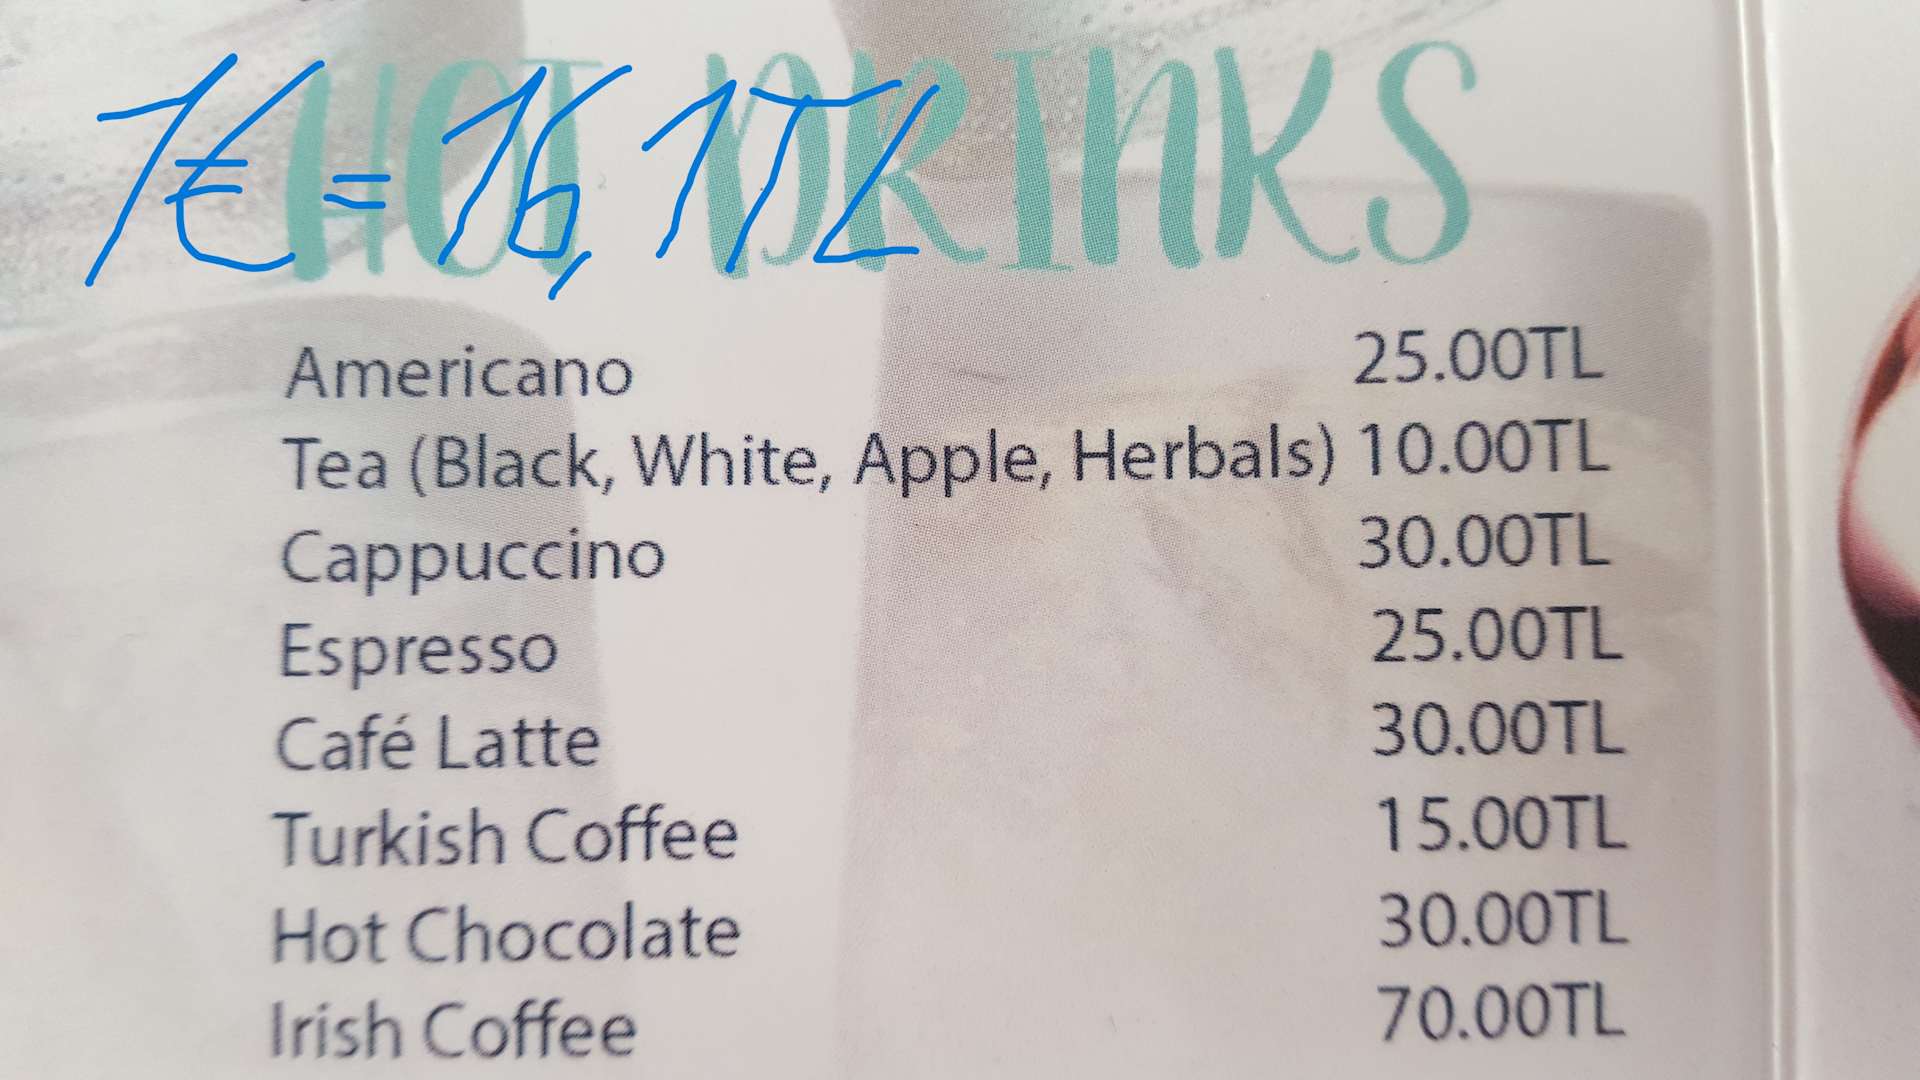 HOT DRINKS
1€ = 16,1TL
Americano 25.00TL
Tea (Black, White, Apple, Herbals) 10.00TL
Cappuccino 30.00TL
Espresso 25.00TL
Café Latte 30.00TL
Turkish Coffee 15.00TL
Hot Chocolate 30.00TL
Irish Coffee 70.00TL